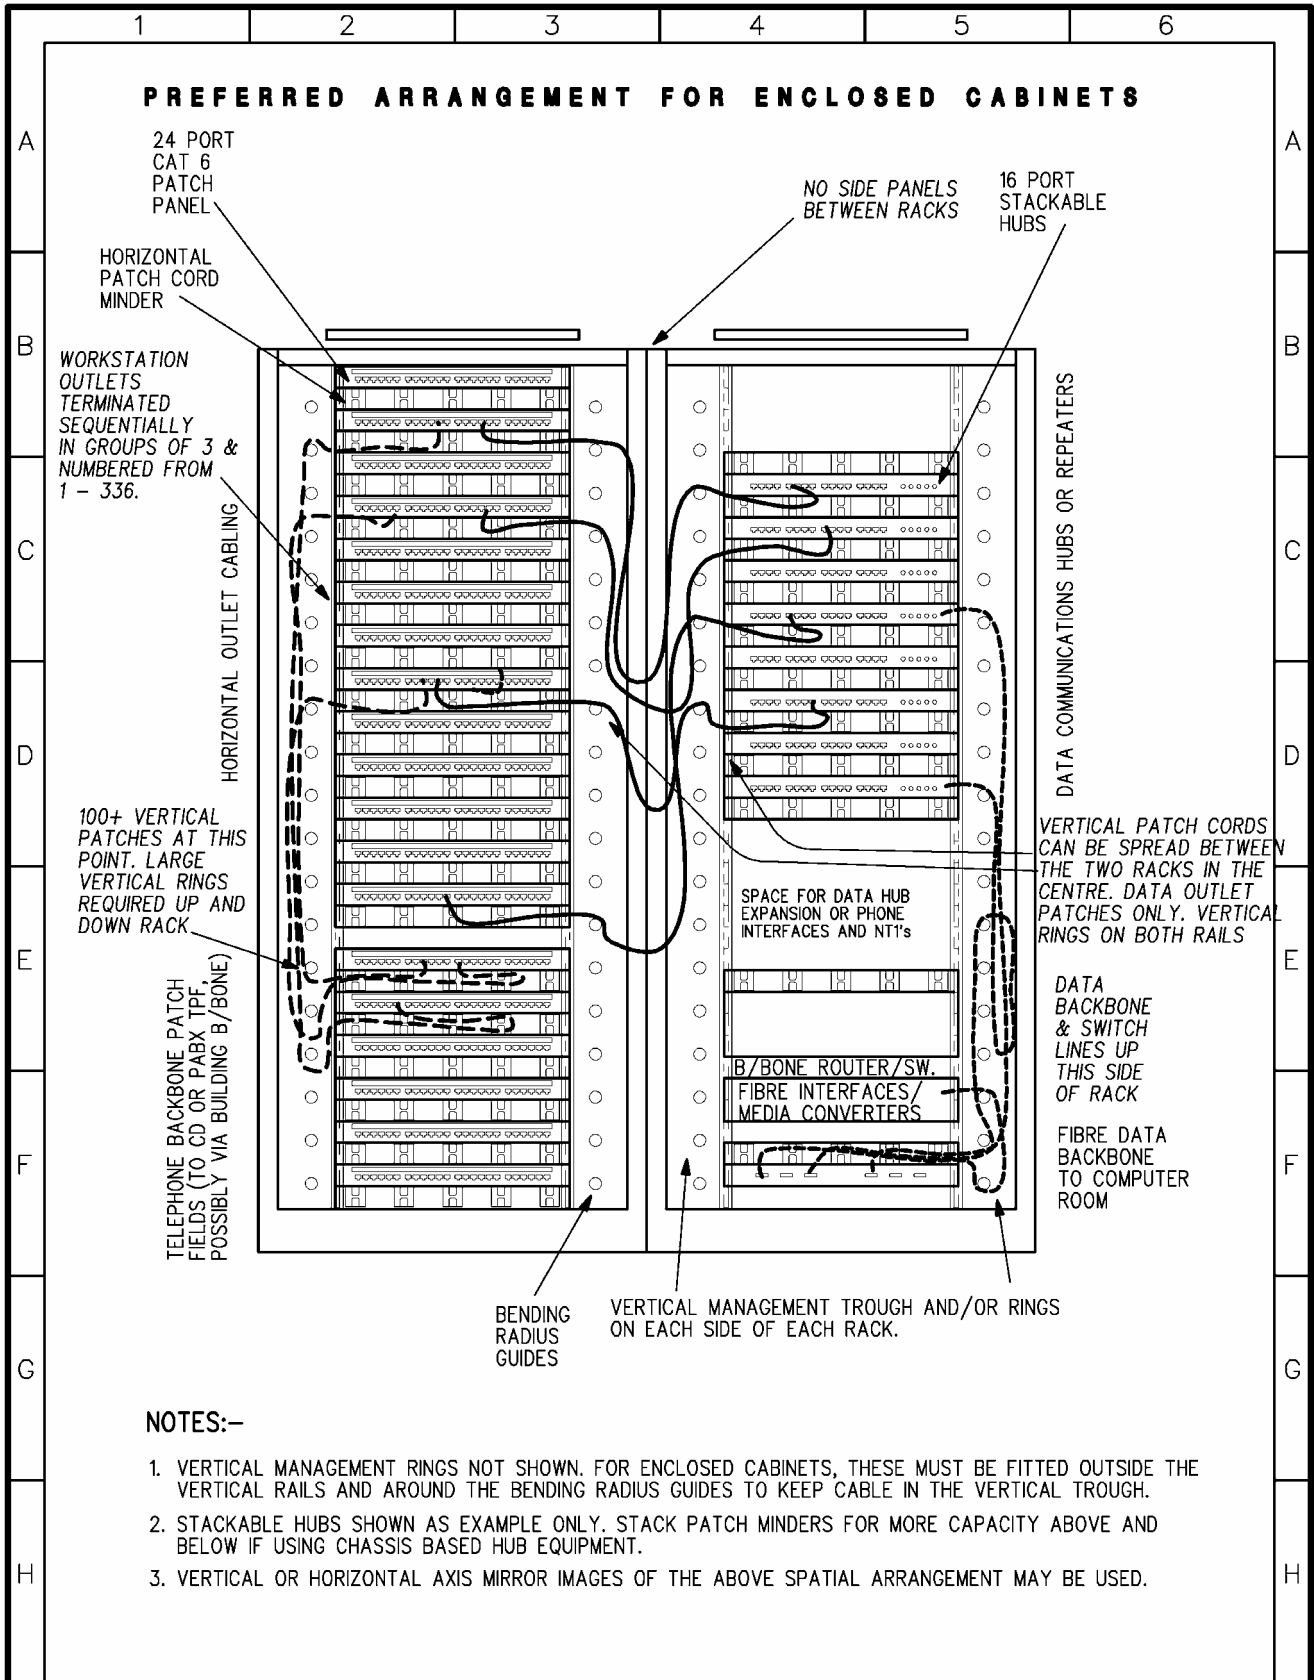 1 2 3 4 5 6
PREFERRED ARRANGEMENT FOR ENCLOSED CABINETS
A
A
24 PORT
CAT 6
PATCH
PANEL
NO SIDE PANELS
BETWEEN RACKS
16 PORT
STACKABLE
HUBS
HORIZONTAL
PATCH CORD
MINDER
B
B
WORKSTATION
OUTLETS
TERMINATED
SEQUENTIALLY
IN GROUPS OF 3 &
NUMBERED FROM
1 - 336.
HORIZONTAL OUTLET CABLING
DATA COMMUNICATIONS HUBS OR REPEATERS
C
C
D
D
100+ VERTICAL
PATCHES AT THIS
POINT. LARGE
VERTICAL RINGS
REQUIRED UP AND
DOWN RACK
VERTICAL PATCH CORDS
CAN BE SPREAD BETWEEN
THE TWO RACKS IN THE
CENTRE. DATA OUTLET
PATCHES ONLY. VERTICAL
RINGS ON BOTH RAILS
SPACE FOR DATA HUB
EXPANSION OR PHONE
INTERFACES AND NT1's
E
E
TELEPHONE BACKBONE PATCH
FIELDS (TO CD OR PABX TPF,
POSSIBLY VIA BUILDING B/BONE)
DATA
BACKBONE
& SWITCH
LINES UP
THIS SIDE
OF RACK
B/BONE ROUTER/SW.
FIBRE INTERFACES/
MEDIA CONVERTERS
FIBRE DATA
BACKBONE
TO COMPUTER
ROOM
F
F
BENDING
RADIUS
GUIDES
VERTICAL MANAGEMENT TROUGH AND/OR RINGS
ON EACH SIDE OF EACH RACK.
G
G
NOTES:-
1. VERTICAL MANAGEMENT RINGS NOT SHOWN. FOR ENCLOSED CABINETS, THESE MUST BE FITTED OUTSIDE THE
VERTICAL RAILS AND AROUND THE BENDING RADIUS GUIDES TO KEEP CABLE IN THE VERTICAL TROUGH.
2. STACKABLE HUBS SHOWN AS EXAMPLE ONLY. STACK PATCH MINDERS FOR MORE CAPACITY ABOVE AND
BELOW IF USING CHASSIS BASED HUB EQUIPMENT.
3. VERTICAL OR HORIZONTAL AXIS MIRROR IMAGES OF THE ABOVE SPATIAL ARRANGEMENT MAY BE USED.
H
H